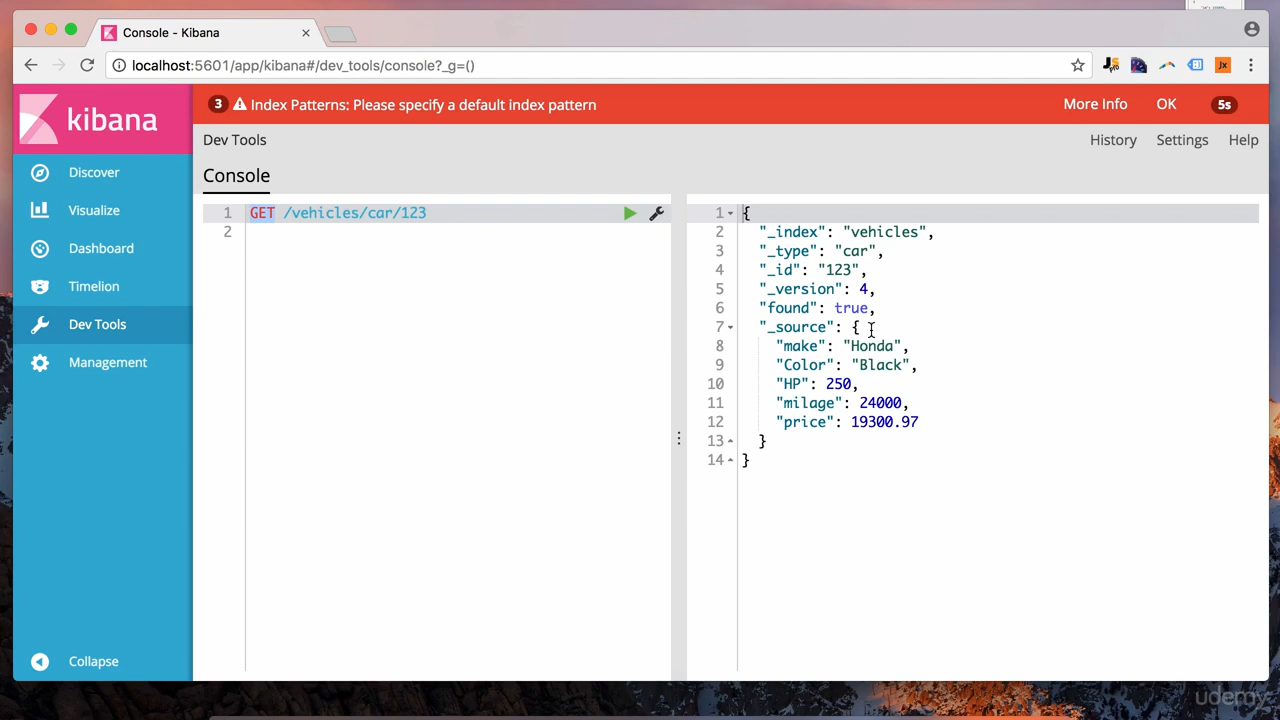 Console - Kibana
localhost:5601/app/kibana#/dev_tools/console?_g=()
kibana
3 Index Patterns: Please specify a default index pattern More Info OK 5s
Dev Tools History Settings Help
Console
Discover
Visualize
Dashboard
Timelion
Dev Tools
Management
Collapse
1 GET /vehicles/car/123
2
1 {
2 "_index": "vehicles",
3 "_type": "car",
4 "_id": "123",
5 "_version": 4,
6 "found": true,
7 "_source": {
8 "make": "Honda",
9 "Color": "Black",
10 "HP": 250,
11 "milage": 24000,
12 "price": 19300.97
13 }
14 }
udemy